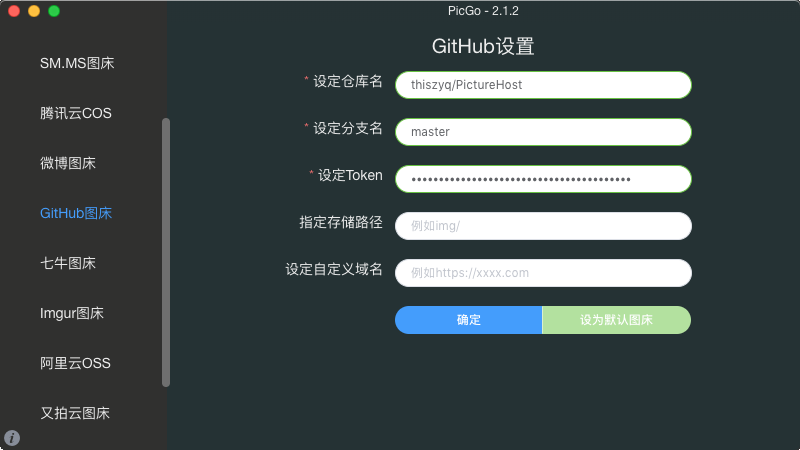 PicGo - 2.1.2
SM.MS图床
腾讯云COS
微博图床
GitHub图床
七牛图床
Imgur图床
阿里云OSS
又拍云图床
GitHub设置
* 设定仓库名 thiszyq/PictureHost
* 设定分支名 master
* 设定Token ••••••••••••••••••••••••••••••••••••••••
指定存储路径 例如img/
设定自定义域名 例如https://xxxx.com
确定 设为默认图床